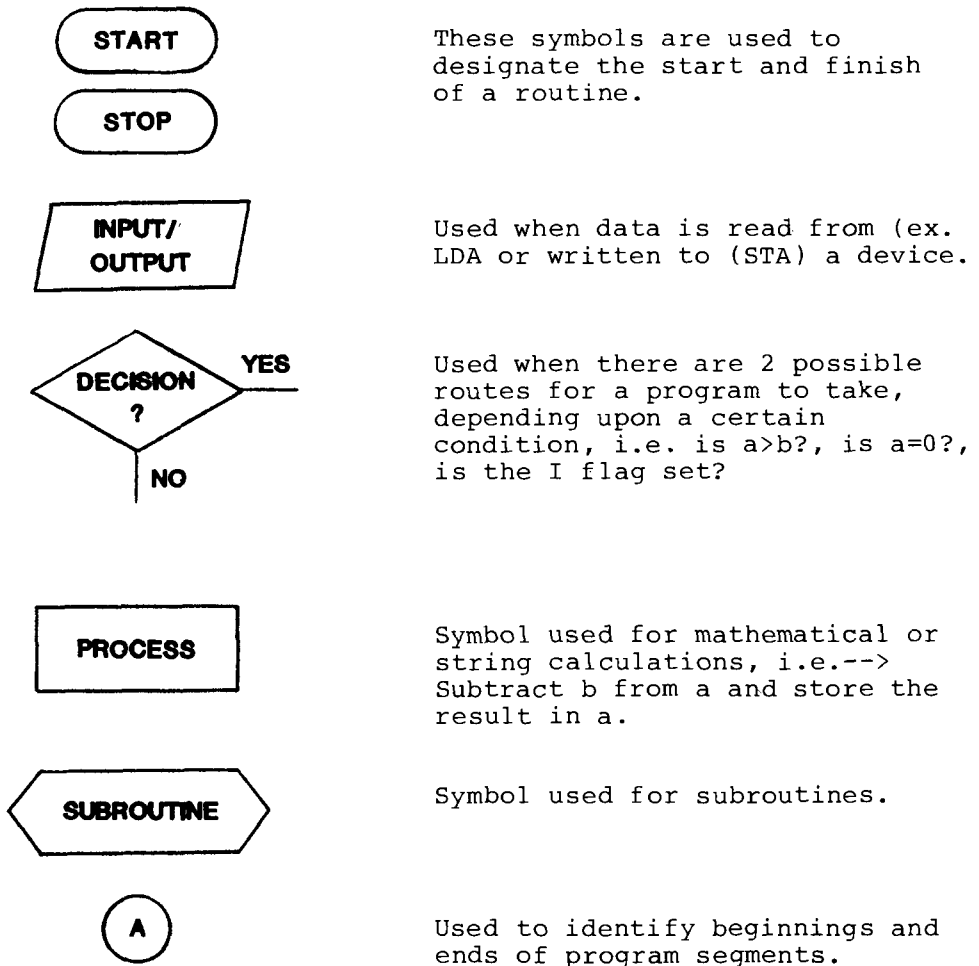 START
These symbols are used to
designate the start and finish
of a routine.
STOP
INPUT/
OUTPUT
Used when data is read from (ex.
LDA or written to (STA) a device.
DECISION
?
YES
NO
Used when there are 2 possible
routes for a program to take,
depending upon a certain
condition, i.e. is a>b?, is a=0?,
is the I flag set?
PROCESS
Symbol used for mathematical or
string calculations, i.e.-->
Subtract b from a and store the
result in a.
SUBROUTINE
Symbol used for subroutines.
A
Used to identify beginnings and
ends of program segments.